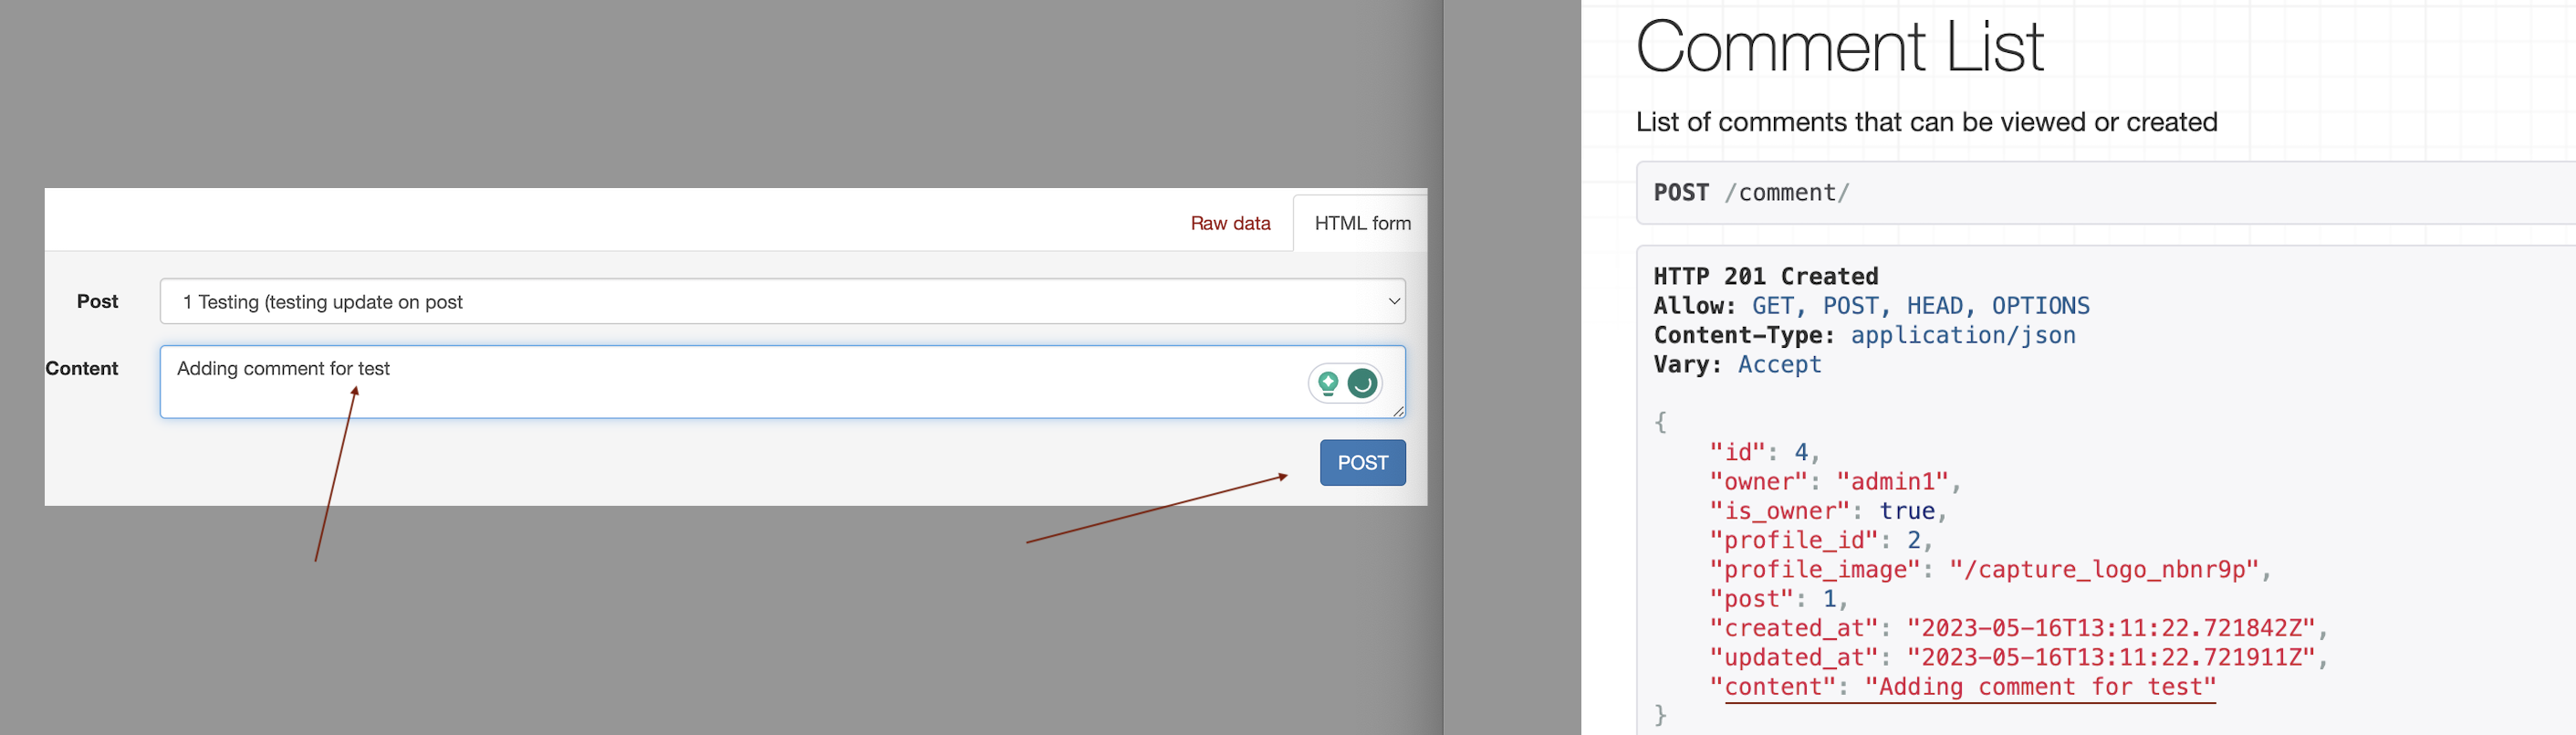 Raw data
HTML form
Post
1 Testing (testing update on post
Content
Adding comment for test
POST
Comment List
List of comments that can be viewed or created
POST /comment/
HTTP 201 Created
Allow: GET, POST, HEAD, OPTIONS
Content-Type: application/json
Vary: Accept
{
"id": 4,
"owner": "admin1",
"is_owner": true,
"profile_id": 2,
"profile_image": "/capture_logo_nbnr9p",
"post": 1,
"created_at": "2023-05-16T13:11:22.721842Z",
"updated_at": "2023-05-16T13:11:22.721911Z",
"content": "Adding comment for test"
}